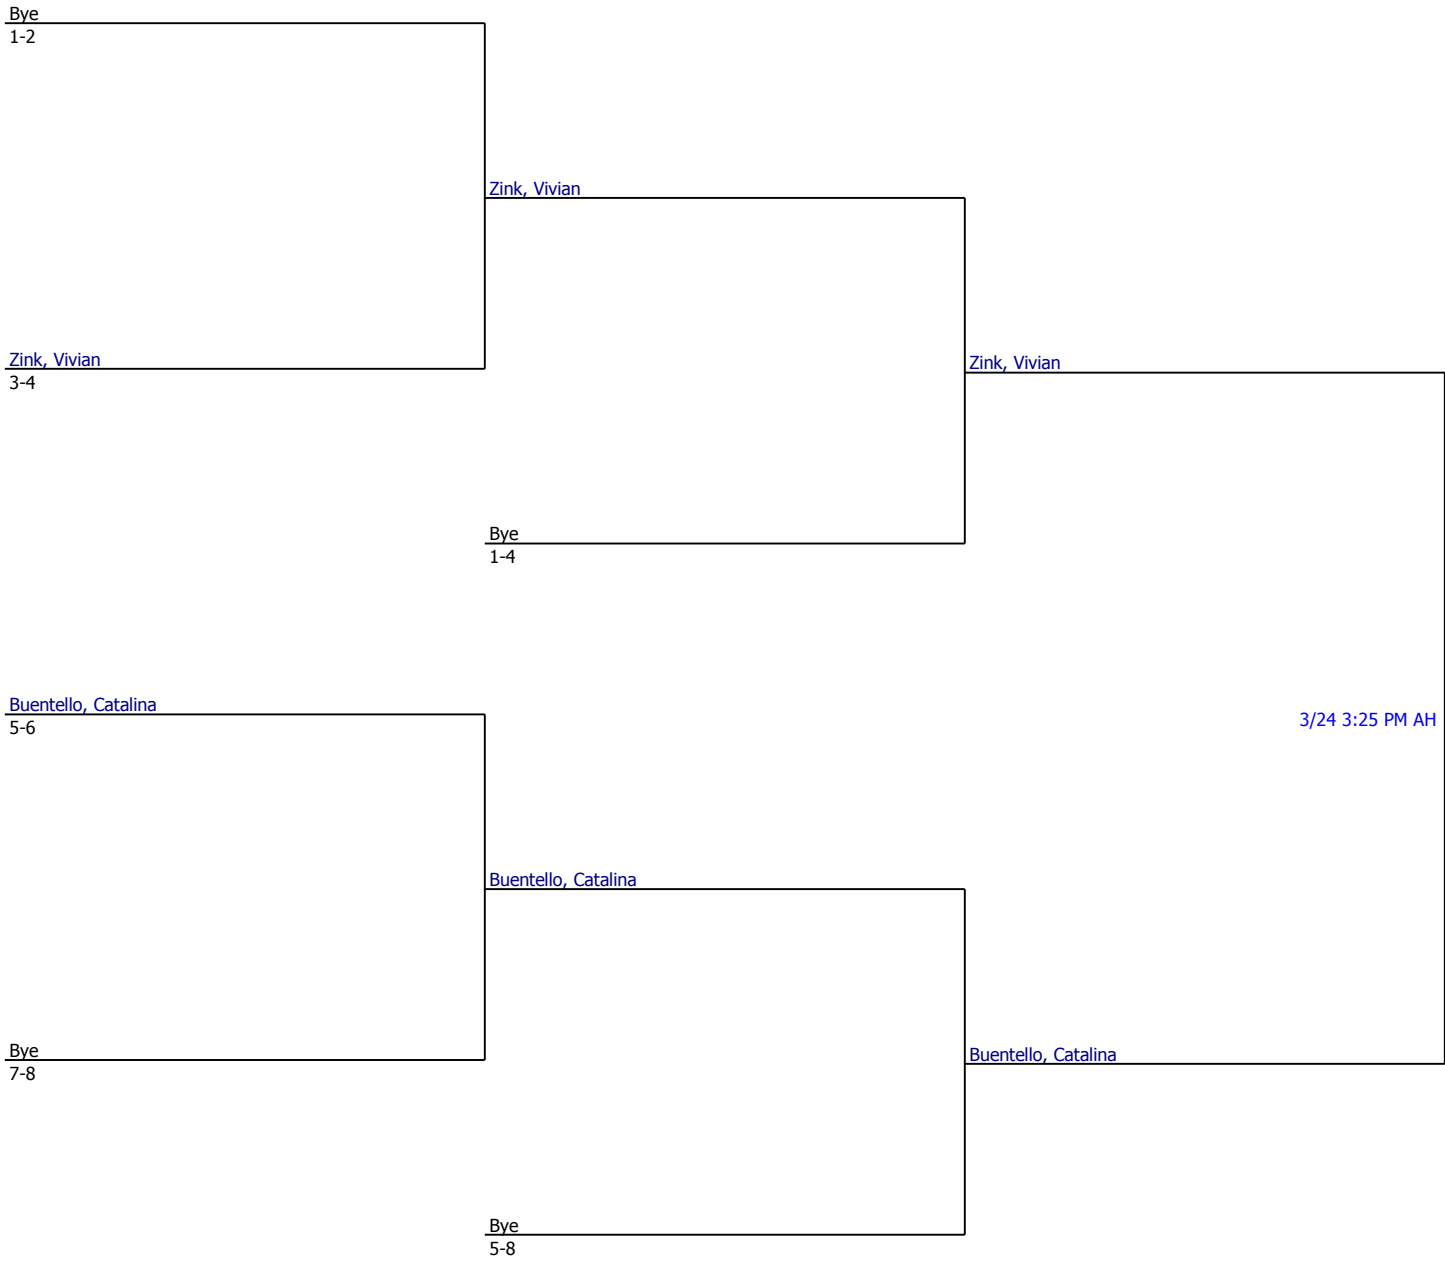 Bye
1-2
Zink, Vivian
Zink, Vivian
3-4
Zink, Vivian
Bye
1-4
Buentello, Catalina
5-6
3/24 3:25 PM AH
Buentello, Catalina
Bye
7-8
Buentello, Catalina
Bye
5-8